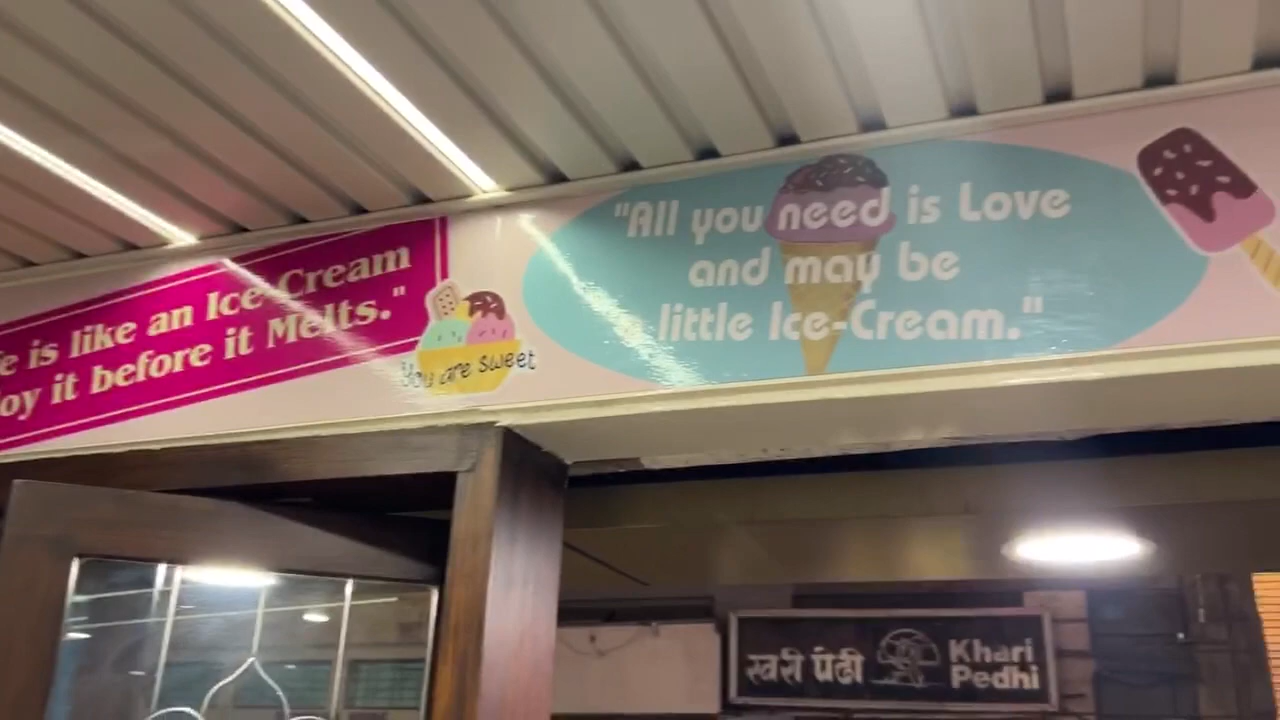 is like an Ice-Cream
it before it Melts."
You are sweet
"All you need is Love
and may be
a little Ice-Cream."
खरी पेढी
Khari
Pedhi